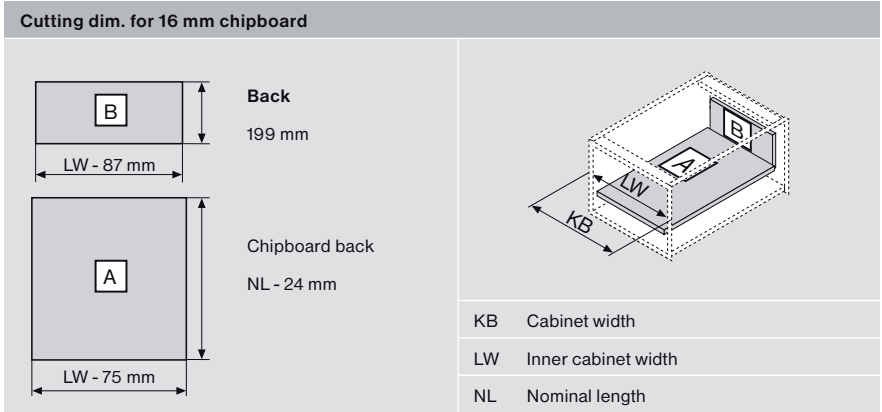 Cutting dim. for 16 mm chipboard
B
Back
199 mm
LW - 87 mm
A
Chipboard back
NL - 24 mm
LW - 75 mm
B
A
LW
KB
KB Cabinet width
LW Inner cabinet width
NL Nominal length